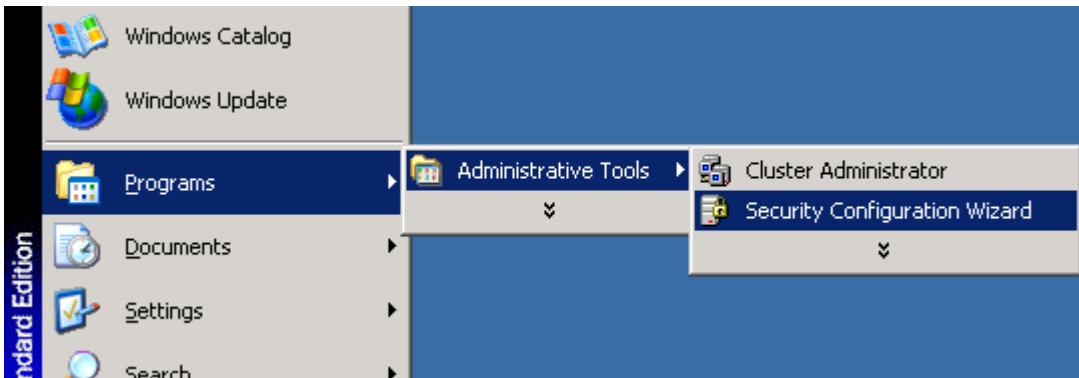 Windows Catalog
Windows Update
Programs
Administrative Tools
Cluster Administrator
Security Configuration Wizard
Documents
Settings
Search
ndard Edition